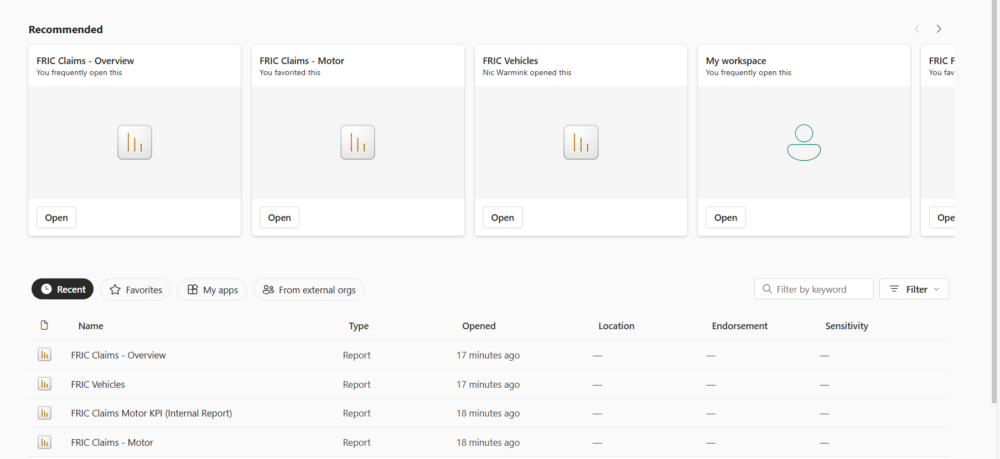 Recommended
FRIC Claims - Overview
You frequently open this
Open
FRIC Claims - Motor
You favorited this
Open
FRIC Vehicles
Nic Warmink opened this
Open
My workspace
You frequently open this
Open
FRIC F
You fav
Ope
Recent Favorites My apps From external orgs Filter by keyword Filter
Name Type Opened Location Endorsement Sensitivity
FRIC Claims - Overview Report 17 minutes ago — — —
FRIC Vehicles Report 17 minutes ago — — —
FRIC Claims Motor KPI (Internal Report) Report 18 minutes ago — — —
FRIC Claims - Motor Report 18 minutes ago — — —